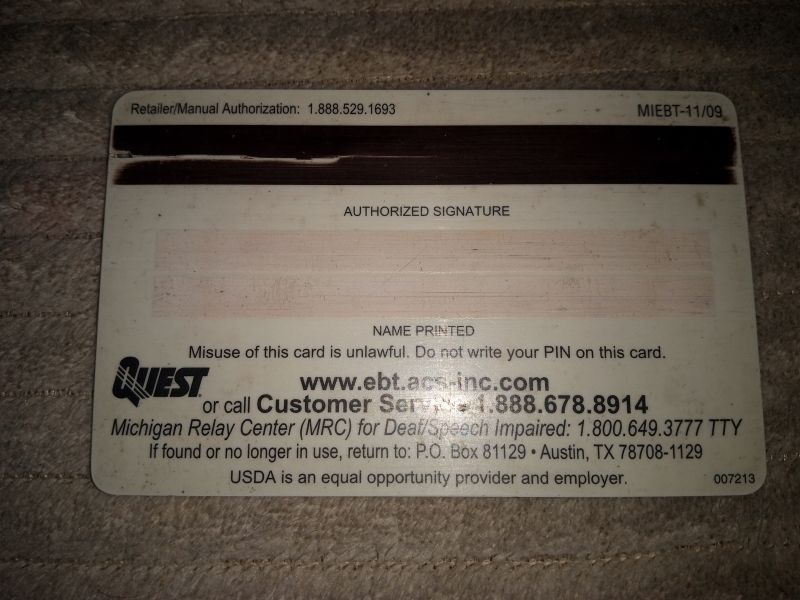 Retailer/Manual Authorization: 1.888.529.1693 MIEBT-11/09
AUTHORIZED SIGNATURE
NAME PRINTED
Misuse of this card is unlawful. Do not write your PIN on this card.
QUEST
www.ebt.acs-inc.com
or call Customer Service 1.888.678.8914
Michigan Relay Center (MRC) for Deaf/Speech Impaired: 1.800.649.3777 TTY
If found or no longer in use, return to: P.O. Box 81129 • Austin, TX 78708-1129
USDA is an equal opportunity provider and employer. 007213